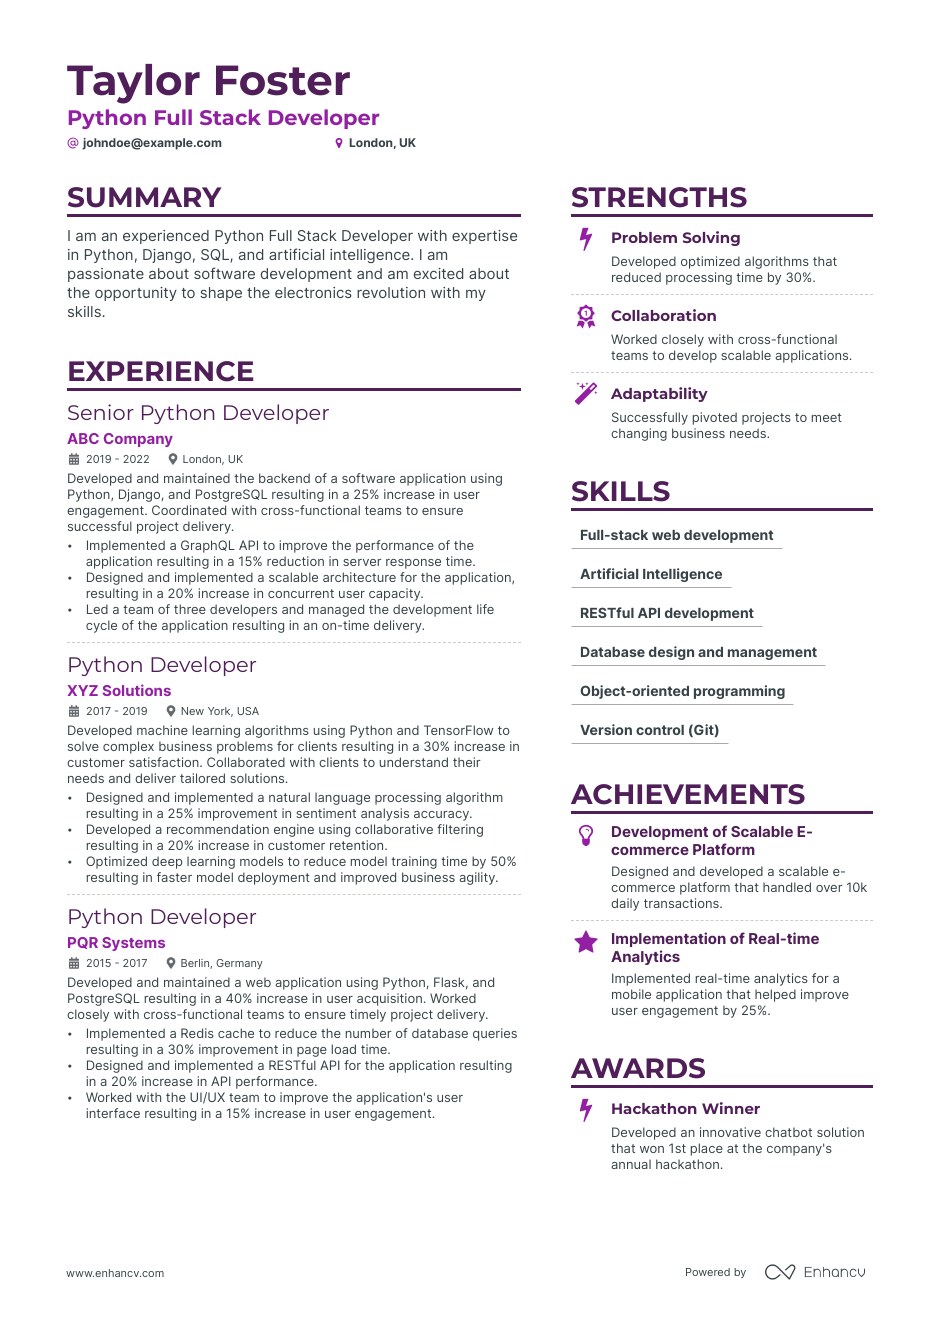 Taylor Foster
Python Full Stack Developer
johndoe@example.com
London, UK
SUMMARY
I am an experienced Python Full Stack Developer with expertise
in Python, Django, SQL, and artificial intelligence. I am
passionate about software development and am excited about
the opportunity to shape the electronics revolution with my
skills.
EXPERIENCE
Senior Python Developer
ABC Company
2019 - 2022 London, UK
Developed and maintained the backend of a software application using
Python, Django, and PostgreSQL resulting in a 25% increase in user
engagement. Coordinated with cross-functional teams to ensure
successful project delivery.
• Implemented a GraphQL API to improve the performance of the
application resulting in a 15% reduction in server response time.
• Designed and implemented a scalable architecture for the application,
resulting in a 20% increase in concurrent user capacity.
• Led a team of three developers and managed the development life
cycle of the application resulting in an on-time delivery.
Python Developer
XYZ Solutions
2017 - 2019 New York, USA
Developed machine learning algorithms using Python and TensorFlow to
solve complex business problems for clients resulting in a 30% increase in
customer satisfaction. Collaborated with clients to understand their
needs and deliver tailored solutions.
• Designed and implemented a natural language processing algorithm
resulting in a 25% improvement in sentiment analysis accuracy.
• Developed a recommendation engine using collaborative filtering
resulting in a 20% increase in customer retention.
• Optimized deep learning models to reduce model training time by 50%
resulting in faster model deployment and improved business agility.
Python Developer
PQR Systems
2015 - 2017 Berlin, Germany
Developed and maintained a web application using Python, Flask, and
PostgreSQL resulting in a 40% increase in user acquisition. Worked
closely with cross-functional teams to ensure timely project delivery.
• Implemented a Redis cache to reduce the number of database queries
resulting in a 30% improvement in page load time.
• Designed and implemented a RESTful API for the application resulting
in a 20% increase in API performance.
• Worked with the UI/UX team to improve the application's user
interface resulting in a 15% increase in user engagement.
STRENGTHS
Problem Solving
Developed optimized algorithms that
reduced processing time by 30%.
Collaboration
Worked closely with cross-functional
teams to develop scalable applications.
Adaptability
Successfully pivoted projects to meet
changing business needs.
SKILLS
Full-stack web development
Artificial Intelligence
RESTful API development
Database design and management
Object-oriented programming
Version control (Git)
ACHIEVEMENTS
Development of Scalable E-
commerce Platform
Designed and developed a scalable e-
commerce platform that handled over 10k
daily transactions.
Implementation of Real-time
Analytics
Implemented real-time analytics for a
mobile application that helped improve
user engagement by 25%.
AWARDS
Hackathon Winner
Developed an innovative chatbot solution
that won 1st place at the company's
annual hackathon.
www.enhancv.com
Powered by Enhancv